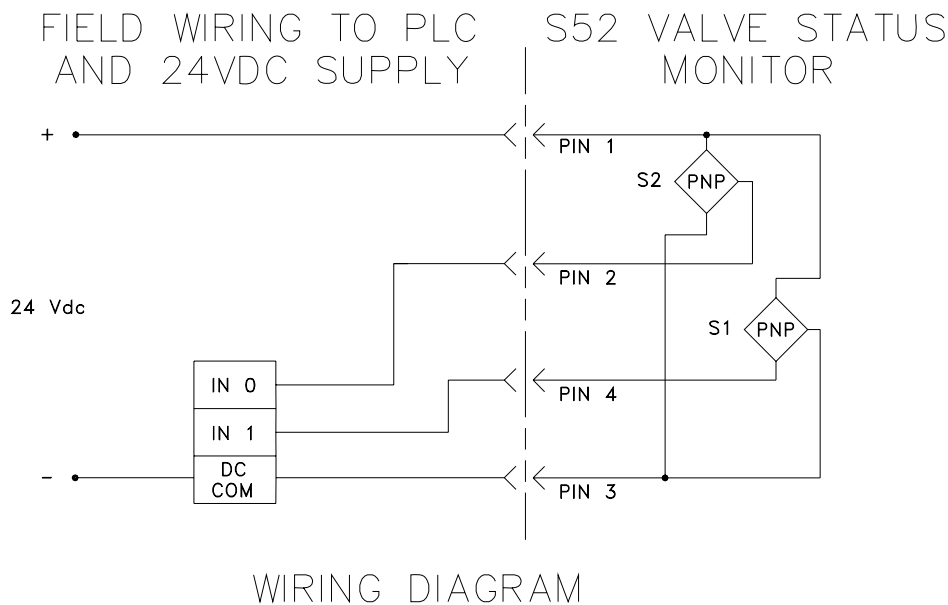 FIELD WIRING TO PLC
AND 24VDC SUPPLY
S52 VALVE STATUS
MONITOR
+
PIN 1
S2
PNP
PIN 2
24 Vdc
S1
PNP
IN 0
PIN 4
IN 1
-
DC
COM
PIN 3
WIRING DIAGRAM